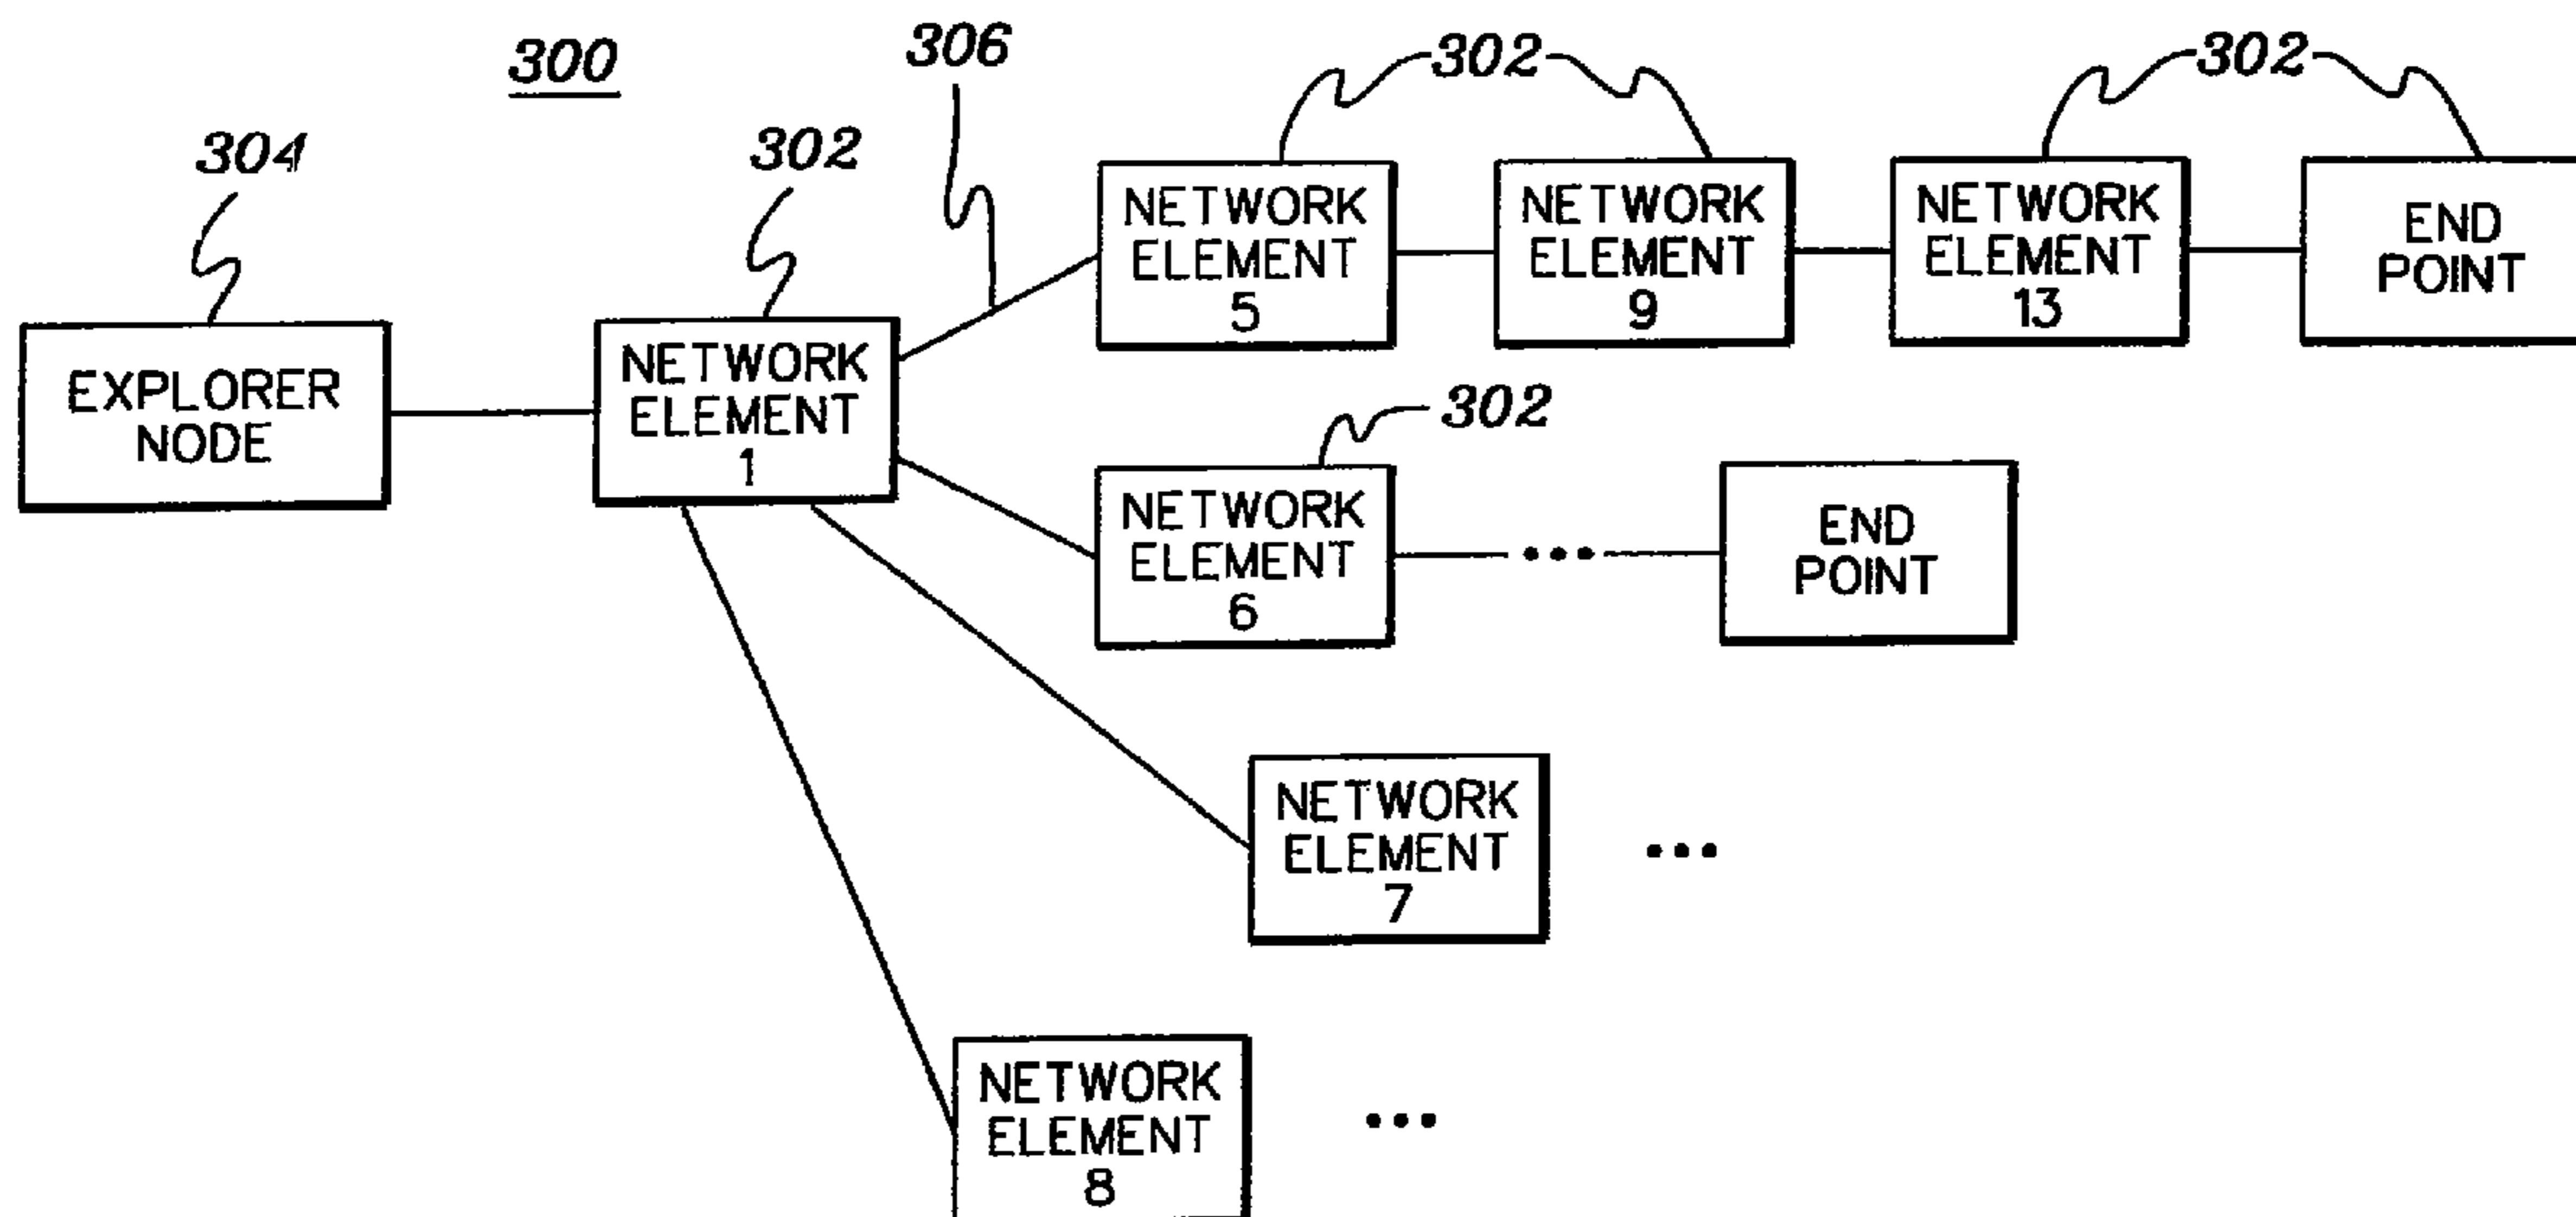 300
306
302
302
304
302
NETWORK
ELEMENT
5
NETWORK
ELEMENT
9
NETWORK
ELEMENT
13
END
POINT
EXPLORER
NODE
NETWORK
ELEMENT
1
302
NETWORK
ELEMENT
6
•••
END
POINT
NETWORK
ELEMENT
7
•••
NETWORK
ELEMENT
8
•••